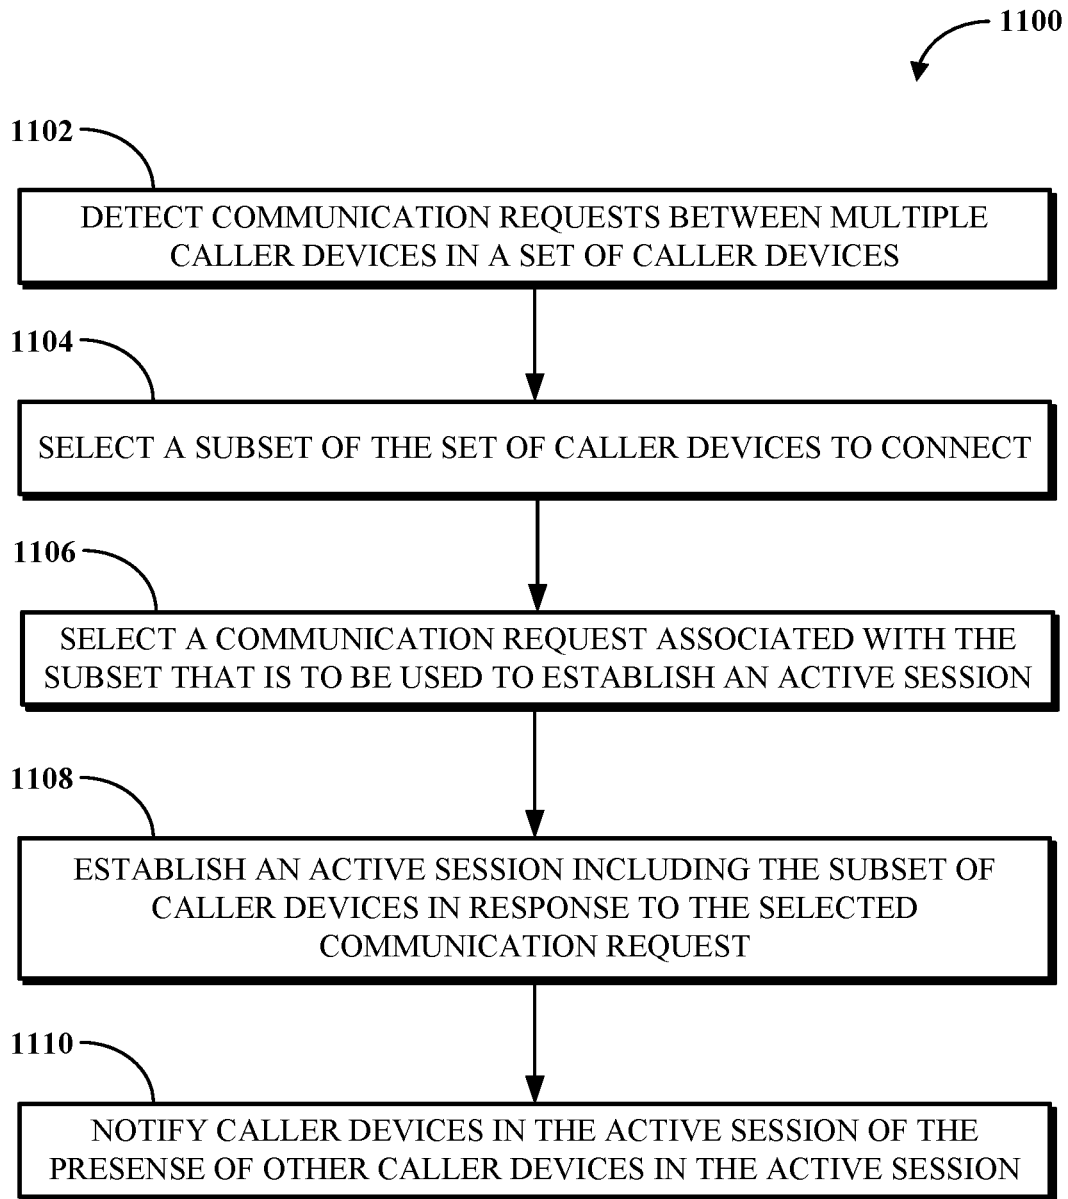 1100
1102
DETECT COMMUNICATION REQUESTS BETWEEN MULTIPLE
CALLER DEVICES IN A SET OF CALLER DEVICES
1104
SELECT A SUBSET OF THE SET OF CALLER DEVICES TO CONNECT
1106
SELECT A COMMUNICATION REQUEST ASSOCIATED WITH THE
SUBSET THAT IS TO BE USED TO ESTABLISH AN ACTIVE SESSION
1108
ESTABLISH AN ACTIVE SESSION INCLUDING THE SUBSET OF
CALLER DEVICES IN RESPONSE TO THE SELECTED
COMMUNICATION REQUEST
1110
NOTIFY CALLER DEVICES IN THE ACTIVE SESSION OF THE
PRESENSE OF OTHER CALLER DEVICES IN THE ACTIVE SESSION